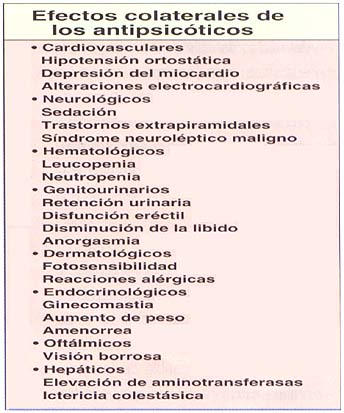 Efectos colaterales de
los antipsicóticos
• Cardiovasculares
Hipotensión ortostática
Depresión del miocardio
Alteraciones electrocardiográficas
• Neurológicos
Sedación
Trastornos extrapiramidales
Síndrome neuroléptico maligno
• Hematológicos
Leucopenia
Neutropenia
• Genitourinarios
Retención urinaria
Disfunción eréctil
Disminución de la libido
Anorgasmia
• Dermatológicos
Fotosensibilidad
Reacciones alérgicas
• Endocrinológicos
Ginecomastia
Aumento de peso
Amenorrea
• Oftálmicos
Visión borrosa
• Hepáticos
Elevación de aminotransferasas
Ictericia colestásica